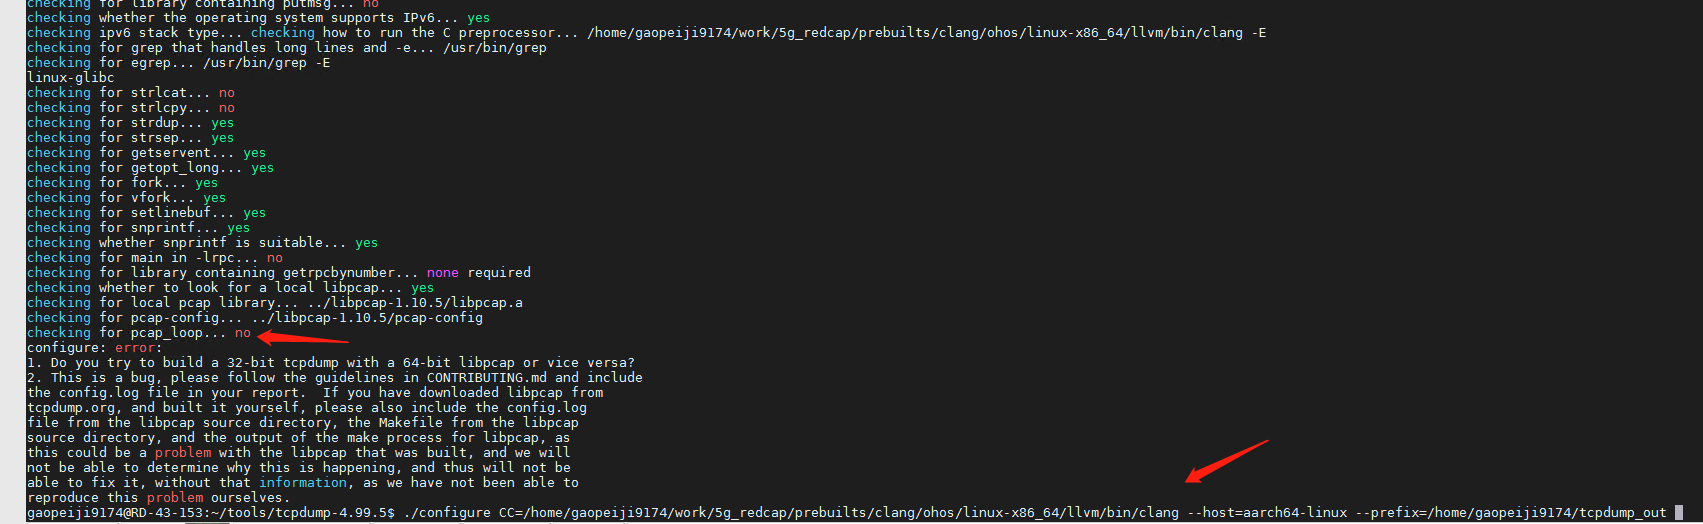 checking for library containing putmsg... no
checking whether the operating system supports IPv6... yes
checking ipv6 stack type... checking how to run the C preprocessor... /home/gaopeiji9174/work/5g_redcap/prebuilts/clang/ohos/linux-x86_64/llvm/bin/clang -E
checking for grep that handles long lines and -e... /usr/bin/grep
checking for egrep... /usr/bin/grep -E
linux-glibc
checking for strlcat... no
checking for strlcpy... no
checking for strdup... yes
checking for strsep... yes
checking for getservent... yes
checking for getopt_long... yes
checking for fork... yes
checking for vfork... yes
checking for setlinebuf... yes
checking for snprintf... yes
checking whether snprintf is suitable... yes
checking for main in -lrpc... no
checking for library containing getrpcbynumber... none required
checking whether to look for a local libpcap... yes
checking for local pcap library... ../libpcap-1.10.5/libpcap.a
checking for pcap-config... ../libpcap-1.10.5/pcap-config
checking for pcap_loop... no
configure: error:
1. Do you try to build a 32-bit tcpdump with a 64-bit libpcap or vice versa?
2. This is a bug, please follow the guidelines in CONTRIBUTING.md and include
the config.log file in your report.  If you have downloaded libpcap from
tcpdump.org, and built it yourself, please also include the config.log
file from the libpcap source directory, the Makefile from the libpcap
source directory, and the output of the make process for libpcap, as
this could be a problem with the libpcap that was built, and we will
not be able to determine why this is happening, and thus will not be
able to fix it, without that information, as we have not been able to
reproduce this problem ourselves.
gaopeiji9174@RD-43-153:~/tools/tcpdump-4.99.5$ ./configure CC=/home/gaopeiji9174/work/5g_redcap/prebuilts/clang/ohos/linux-x86_64/llvm/bin/clang --host=aarch64-linux --prefix=/home/gaopeiji9174/tcpdump_out